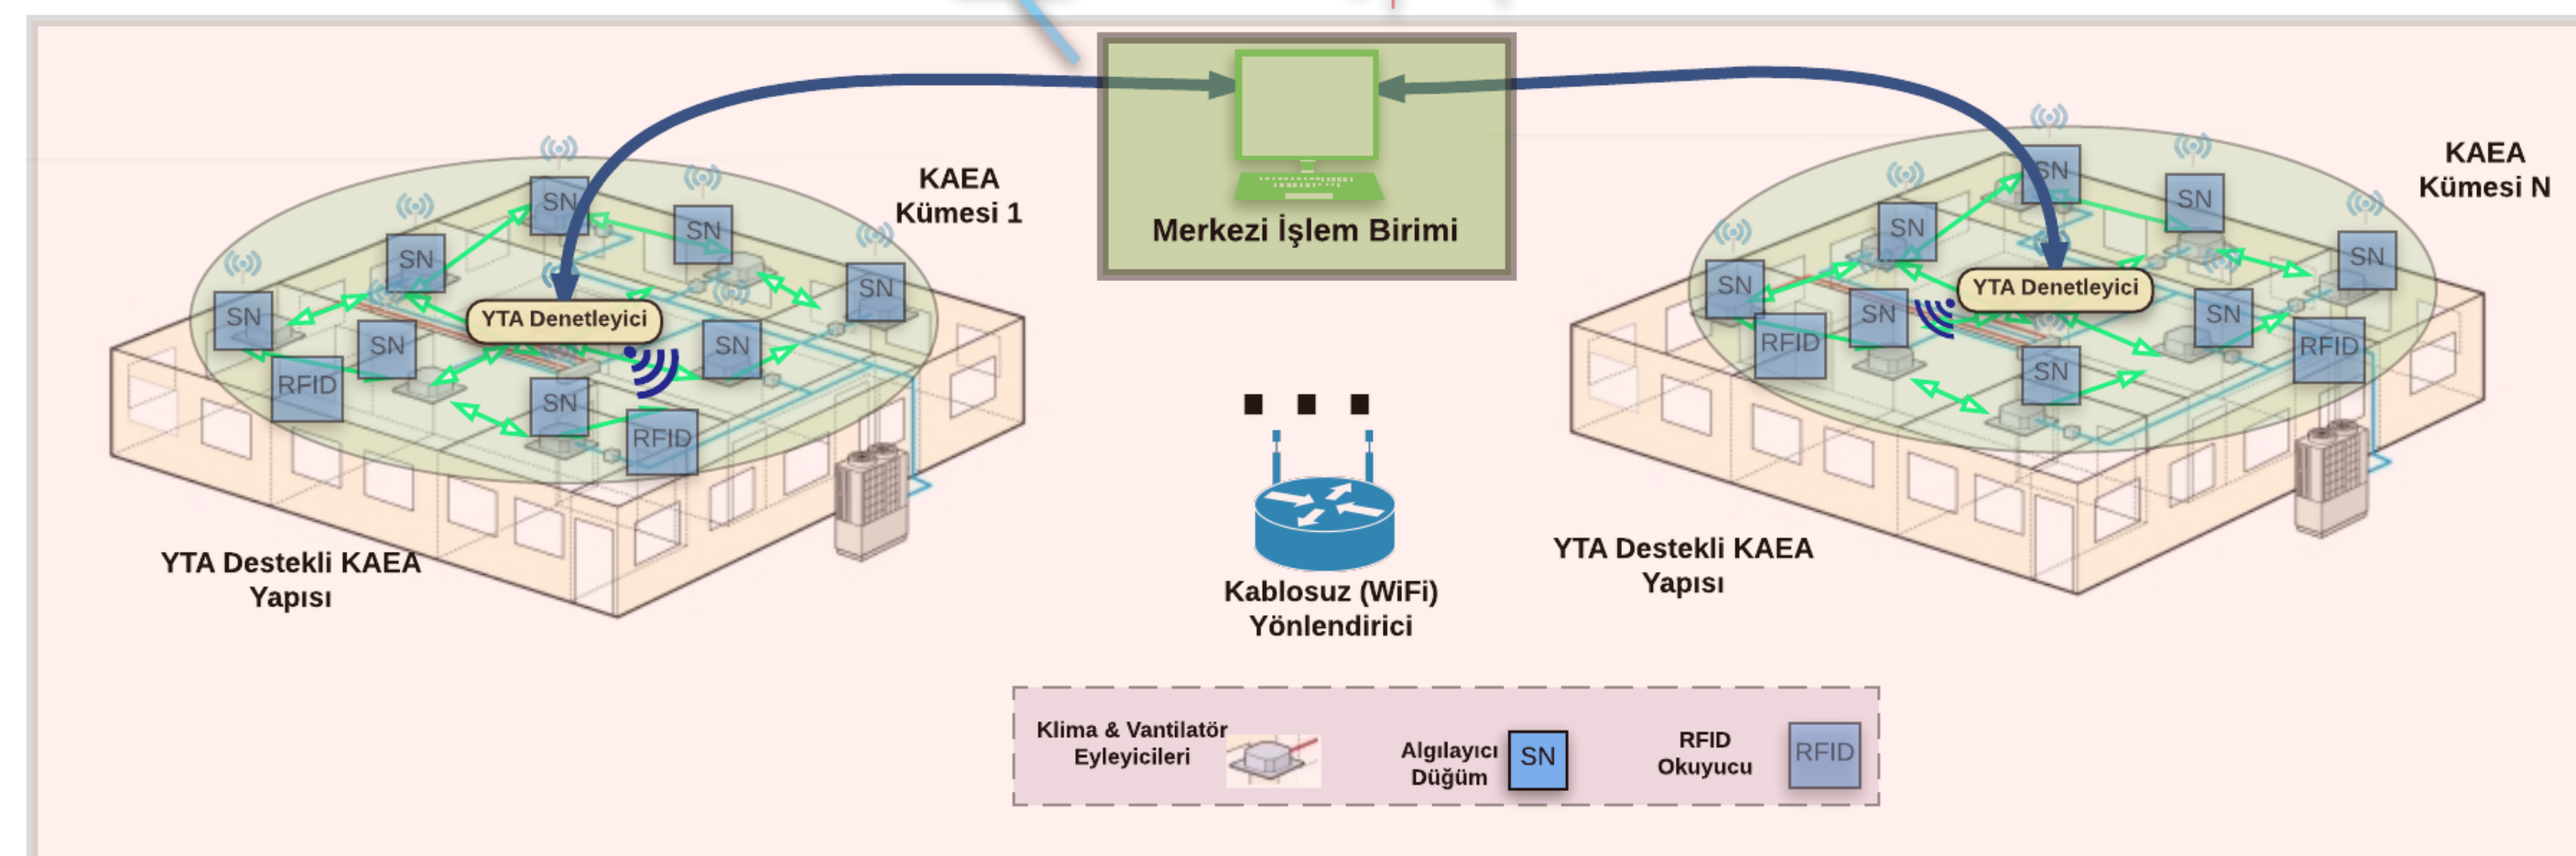 KAEA
Kümesi 1
SN
SN
SN
SN
SN
SN
SN
SN
RFID
RFID
YTA Denetleyici
YTA Destekli KAEA
Yapısı
Merkezi İşlem Birimi
Kablosuz (WiFi)
Yönlendirici
KAEA
Kümesi N
SN
SN
SN
SN
SN
SN
SN
SN
RFID
RFID
YTA Denetleyici
YTA Destekli KAEA
Yapısı
Klima & Vantilatör
Eyleyicileri
Algılayıcı
Düğüm
SN
RFID
Okuyucu
RFID